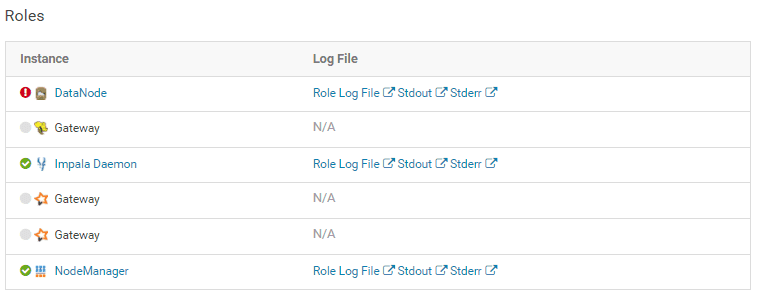 Roles
Instance Log File
DataNode Role Log File Stdout Stderr
Gateway N/A
Impala Daemon Role Log File Stdout Stderr
Gateway N/A
Gateway N/A
NodeManager Role Log File Stdout Stderr